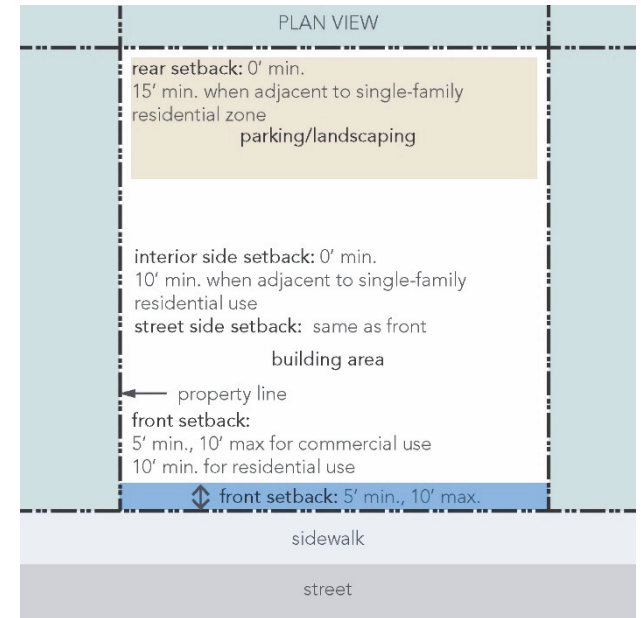 PLAN VIEW
rear setback: 0' min.
15' min. when adjacent to single-family
residential zone
parking/landscaping
interior side setback: 0' min.
10' min. when adjacent to single-family
residential use
street side setback: same as front
building area
property line
front setback:
5' min., 10' max for commercial use
10' min. for residential use
front setback: 5' min., 10' max.
sidewalk
street